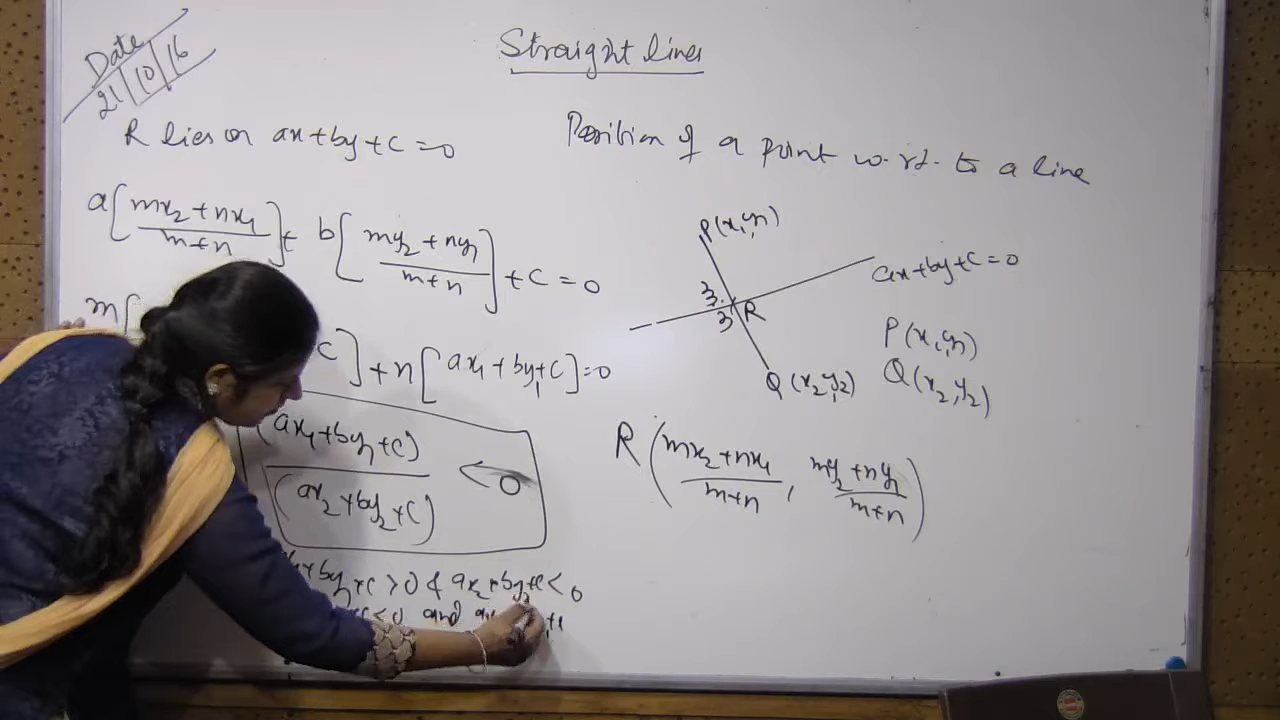 Date
21/10/16
Straight lines
R lies on ax+by+c=0
a[mx₂+nx₁/m+n]+ b[my₂+ny₁/m+n]+c=0
m[ c]+n[ax₁+by₁+c]=0
(ax₁+by₁+c)/(ax₂+by₂+c) <0
+by₁+c >0 & ax₂+by₂+c<0
+c<0 and +c
Position of a point w.r.t. to a line
P(x₁,y₁)
ax+by+c=0
R
Q(x₂,y₂)
P(x₁,y₁)
Q(x₂,y₂)
R(mx₂+nx₁/m+n, my₂+ny₁/m+n)